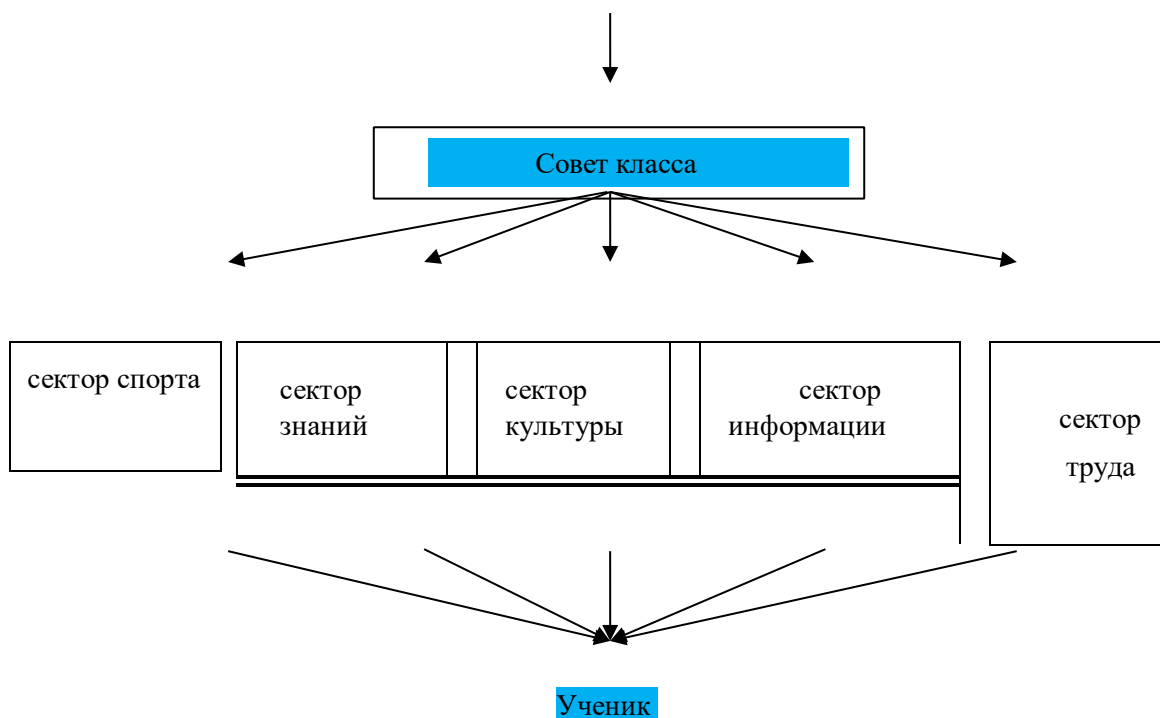 Совет класса
сектор спорта
сектор
знаний
сектор
культуры
сектор
информации
сектор
труда
Ученик